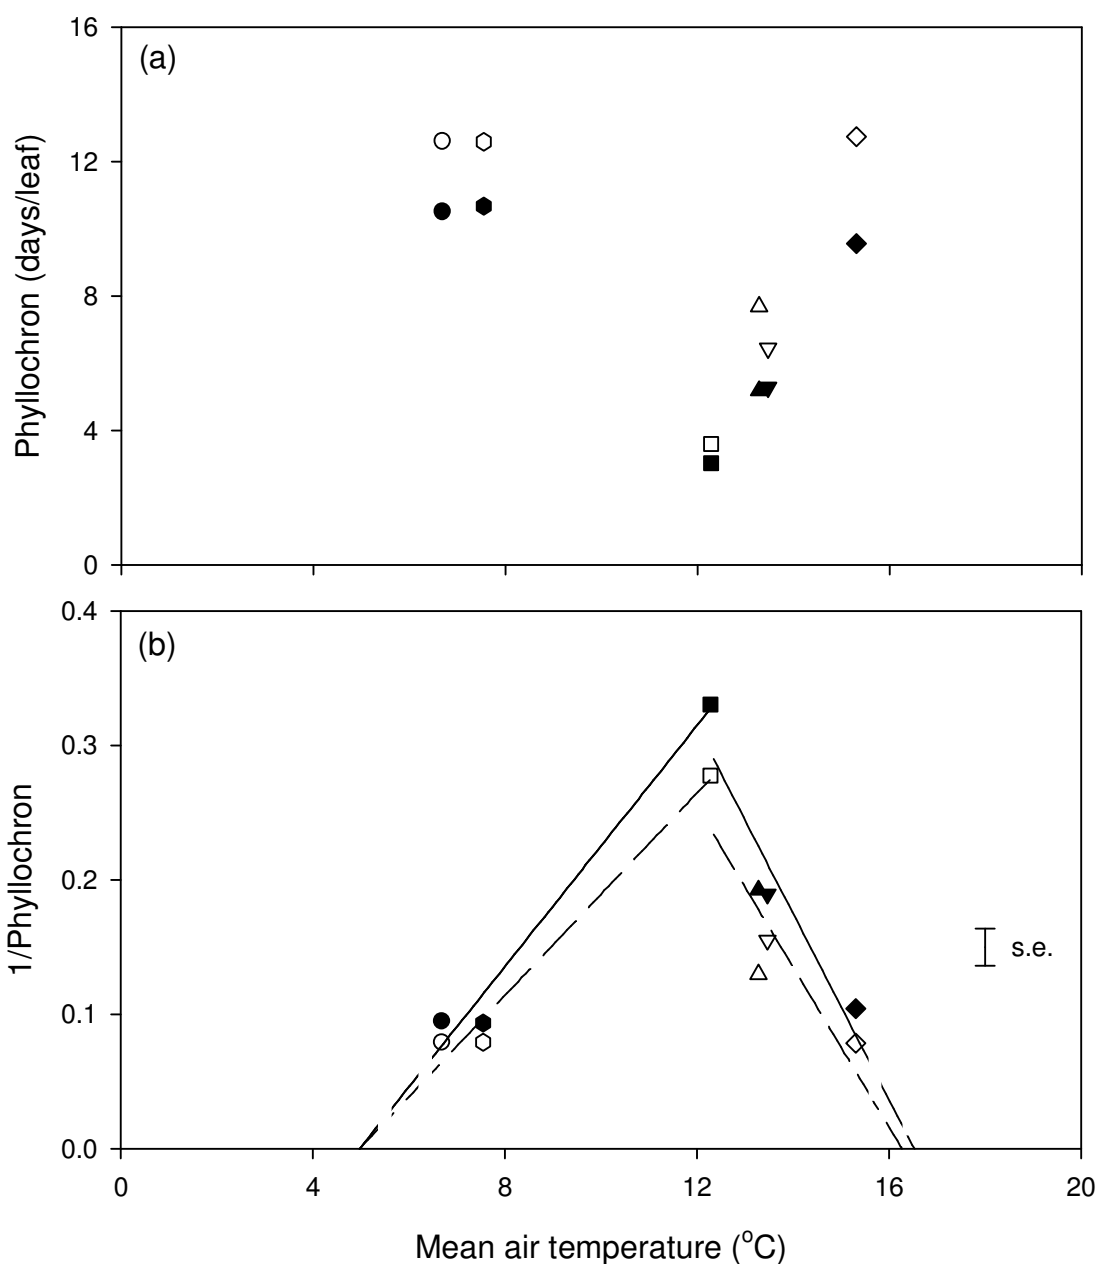 16
(a)
12
8
4
0
Phyllochron (days/leaf)
0.4
(b)
0.3
0.2
0.1
0.0
1/Phyllochron
s.e.
0 4 8 12 16 20
Mean air temperature (°C)